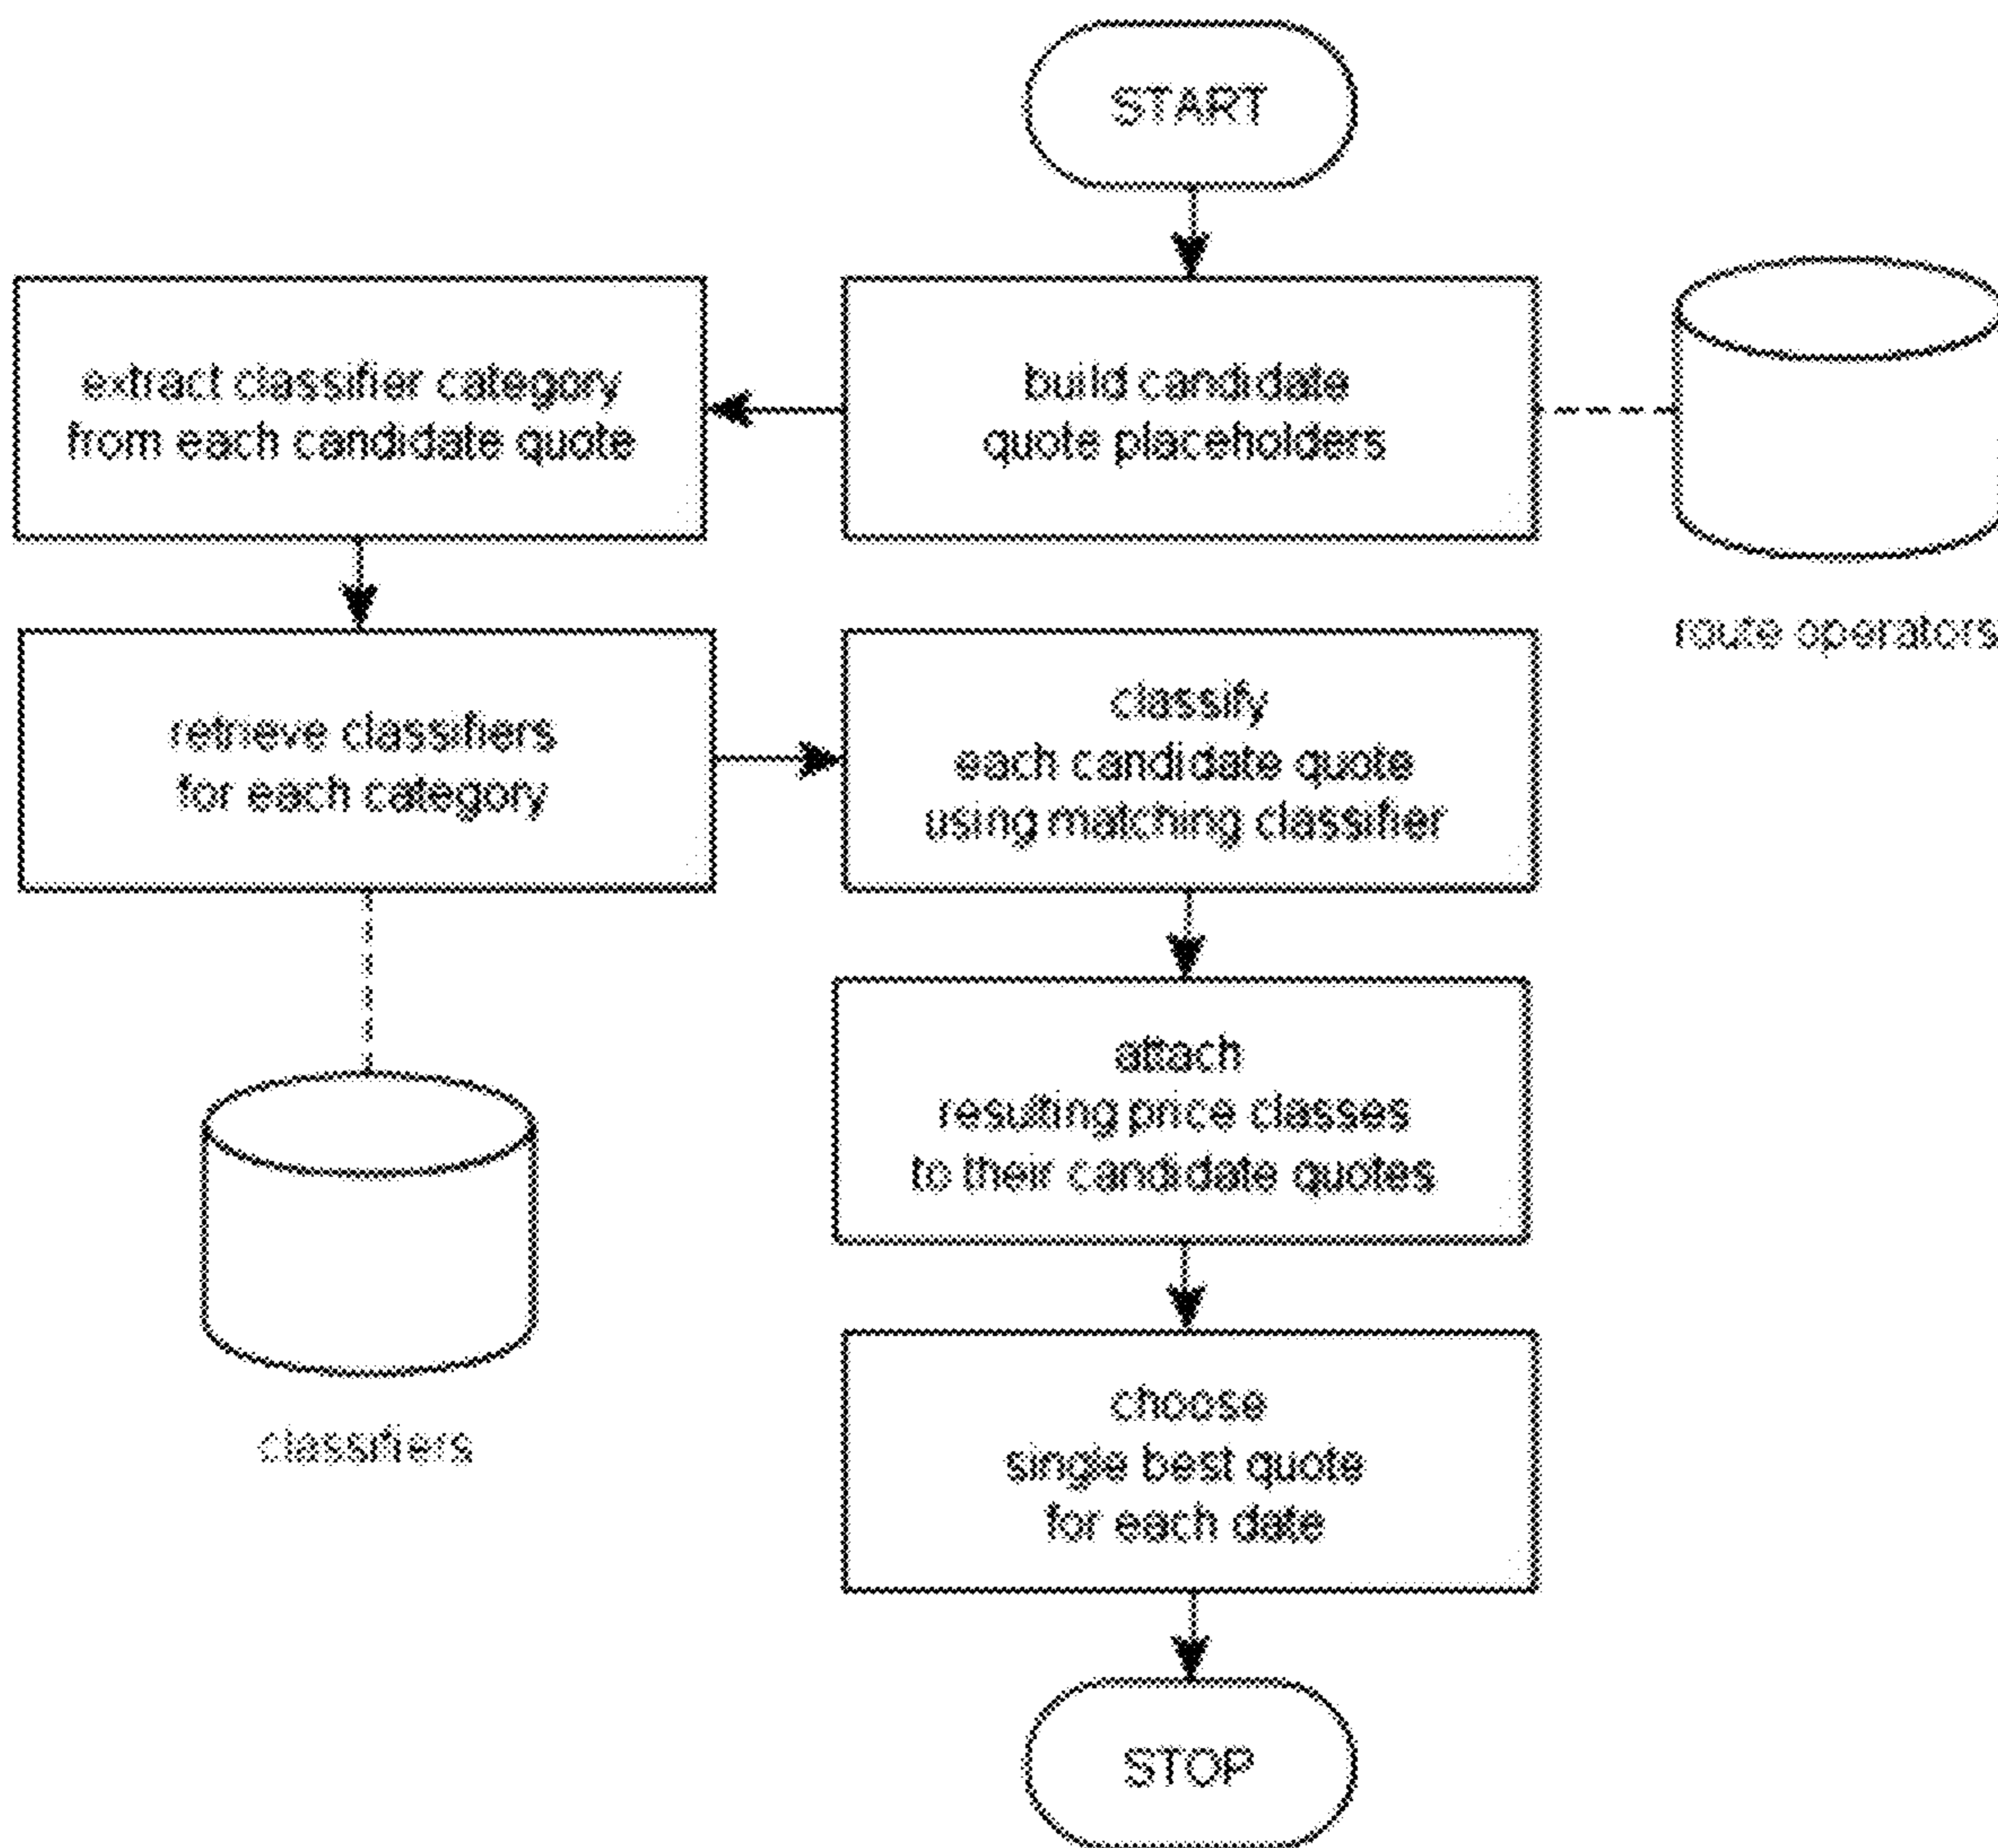 START
build candidate
quote placeholders
route operators
extract classifier category
from each candidate quote
retrieve classifiers
for each category
classifiers
classify
each candidate quote
using matching classifier
attach
resulting price classes
to their candidate quotes
choose
single best quote
for each date
STOP